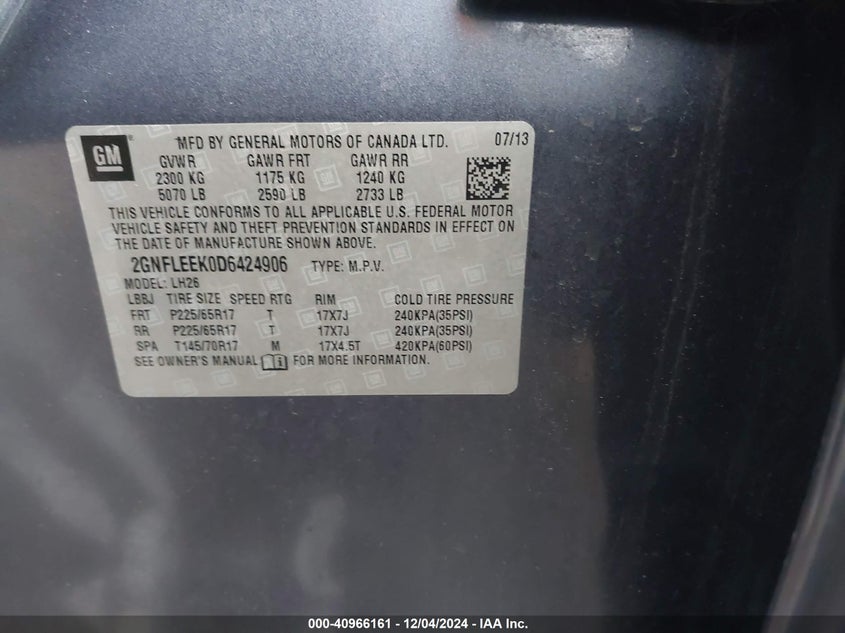 GM
MFD BY GENERAL MOTORS OF CANADA LTD. 07/13
GVWR GAWR FRT GAWR RR
2300 KG 1175 KG 1240 KG
5070 LB 2590 LB 2733 LB
THIS VEHICLE CONFORMS TO ALL APPLICABLE U.S. FEDERAL MOTOR
VEHICLE SAFETY AND THEFT PREVENTION STANDARDS IN EFFECT ON
THE DATE OF MANUFACTURE SHOWN ABOVE.
2GNFLEEK0D6424906 TYPE: M.P.V.
MODEL: LH26
LBBJ TIRE SIZE SPEED RTG RIM COLD TIRE PRESSURE
FRT P225/65R17 T 17X7J 240KPA(35PSI)
RR P225/65R17 T 17X7J 240KPA(35PSI)
SPA T145/70R17 M 17X4.5T 420KPA(60PSI)
SEE OWNER'S MANUAL FOR MORE INFORMATION.
000-40966161 - 12/04/2024 - IAA Inc.